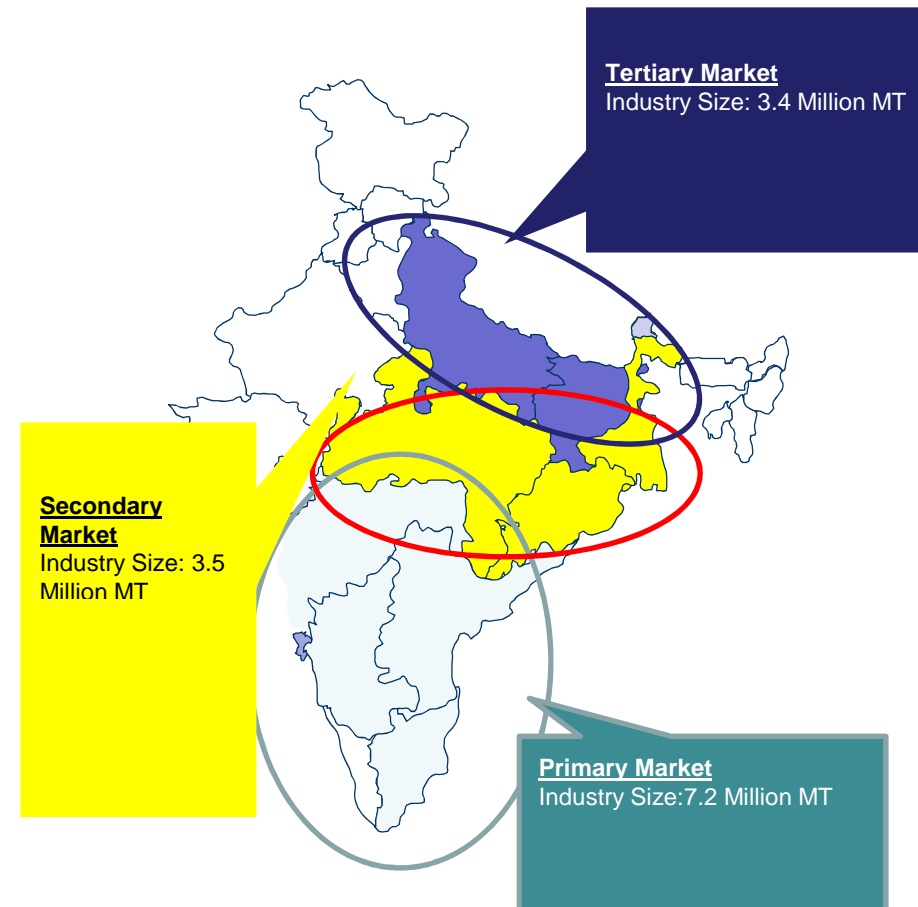 Tertiary Market
Industry Size: 3.4 Million MT
Secondary
Market
Industry Size: 3.5
Million MT
Primary Market
Industry Size:7.2 Million MT